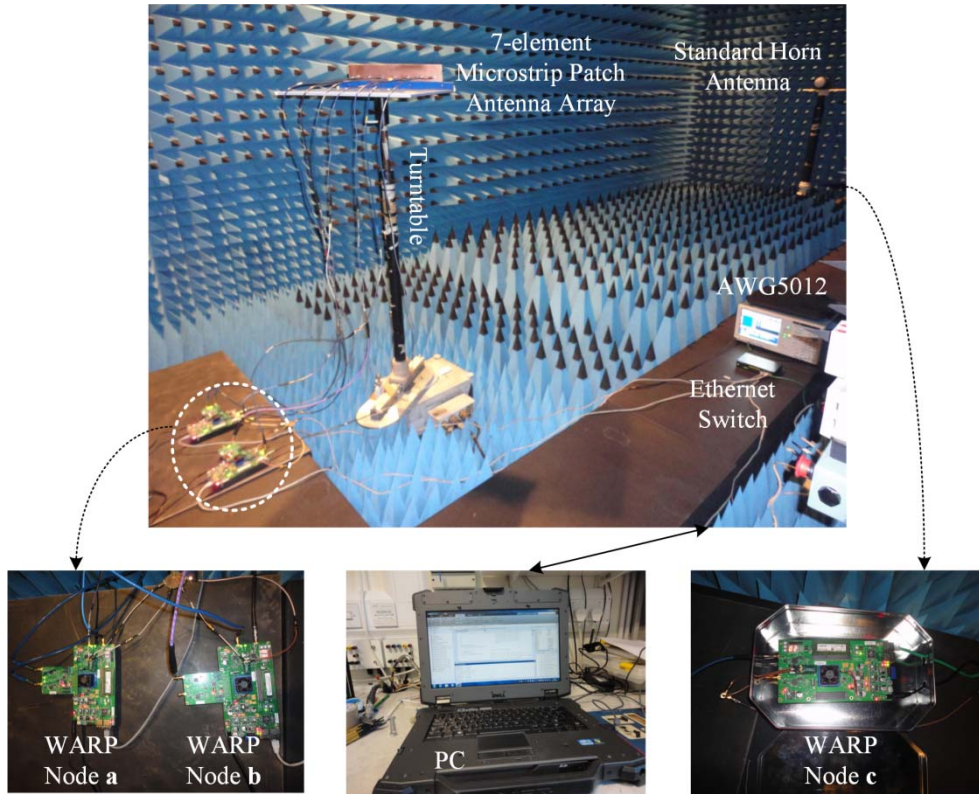 7-element
Microstrip Patch
Antenna Array
Standard Horn
Antenna
Turntable
AWG5012
Ethernet
Switch
WARP
Node a
WARP
Node b
PC
DELL
WARP
Node c